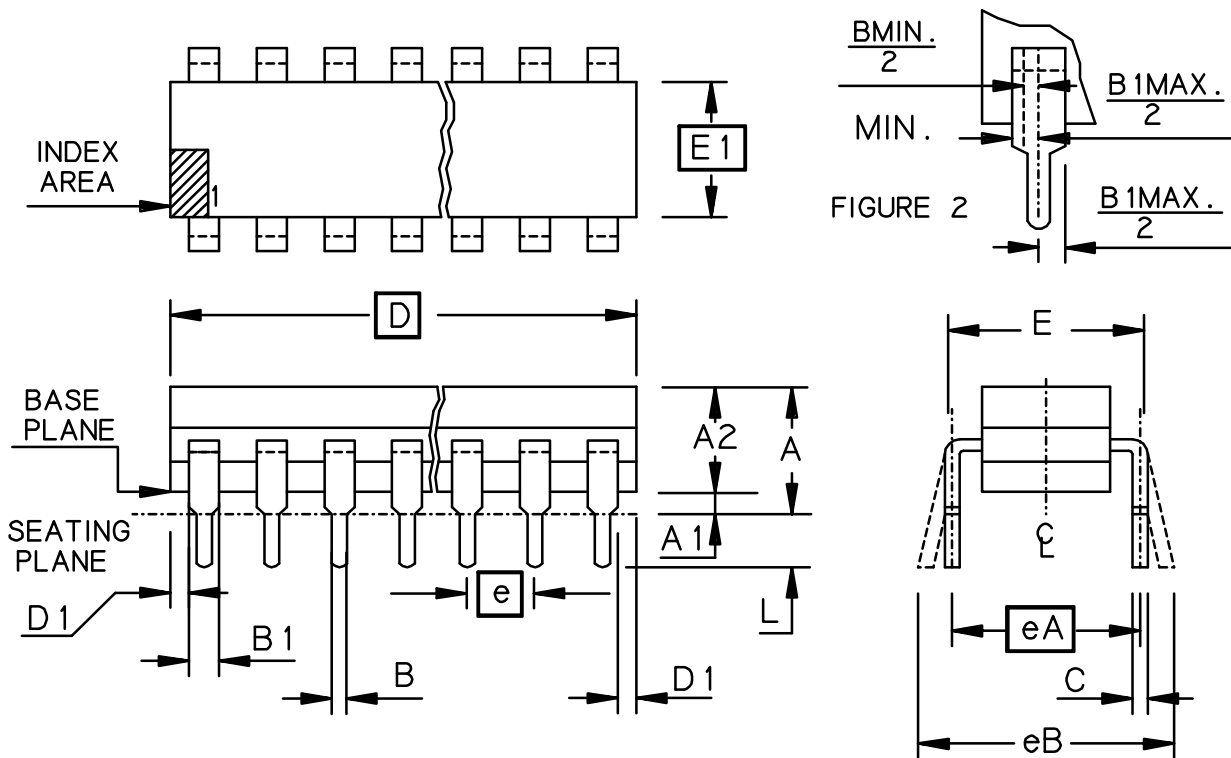 INDEX
AREA
1
E1
BMIN.
2
MIN.
B1MAX.
2
FIGURE 2
B1MAX.
2
D
BASE
PLANE
SEATING
PLANE
D1
B1
B
e
D1
A2
A
A1
L
E
C
L
eA
C
eB